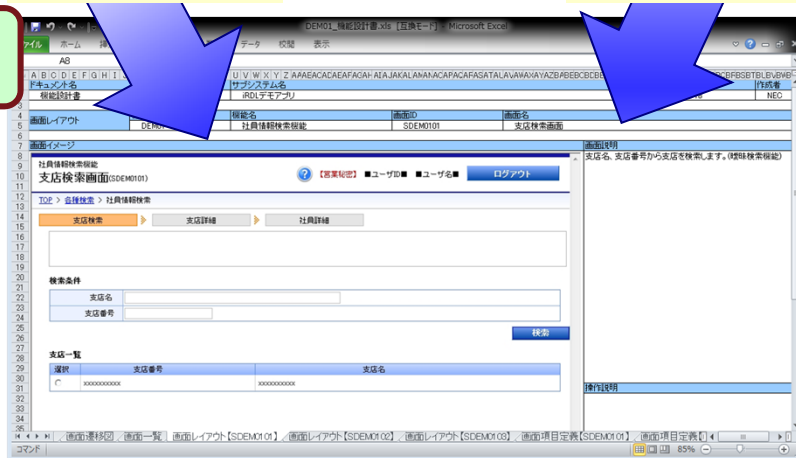 DEM01_機能設計書.xls [互換モード] - Microsoft Excel
ホーム
データ 校閲 表示
A8
ドキュメント名 サブシステム名 作成者
機能設計書 iRDLデモアプリ NEC
画面レイアウト 機能名 画面ID 画面名
社員情報検索機能 SDEM0101 支店検索画面
画面イメージ 画面説明
支店名、支店番号から支店を検索します。(曖昧検索機能)
社員情報検索機能
支店検索画面(SDEM0101) 【営業秘密】 ■ユーザID■ ■ユーザ名■ ログアウト
TOP > 各種検索 > 社員情報検索
支店検索 支店詳細 社員詳細
検索条件
支店名
支店番号
検索
支店一覧
選択 支店番号 支店名
xxxxxxxxxx xxxxxxxxxx
操作説明
画面遷移図 画面一覧 画面レイアウト【SDEM0101】 画面レイアウト【SDEM0102】 画面レイアウト【SDEM0103】 画面項目定義【SDEM0101】 画面項目定義【
コマンド 85%